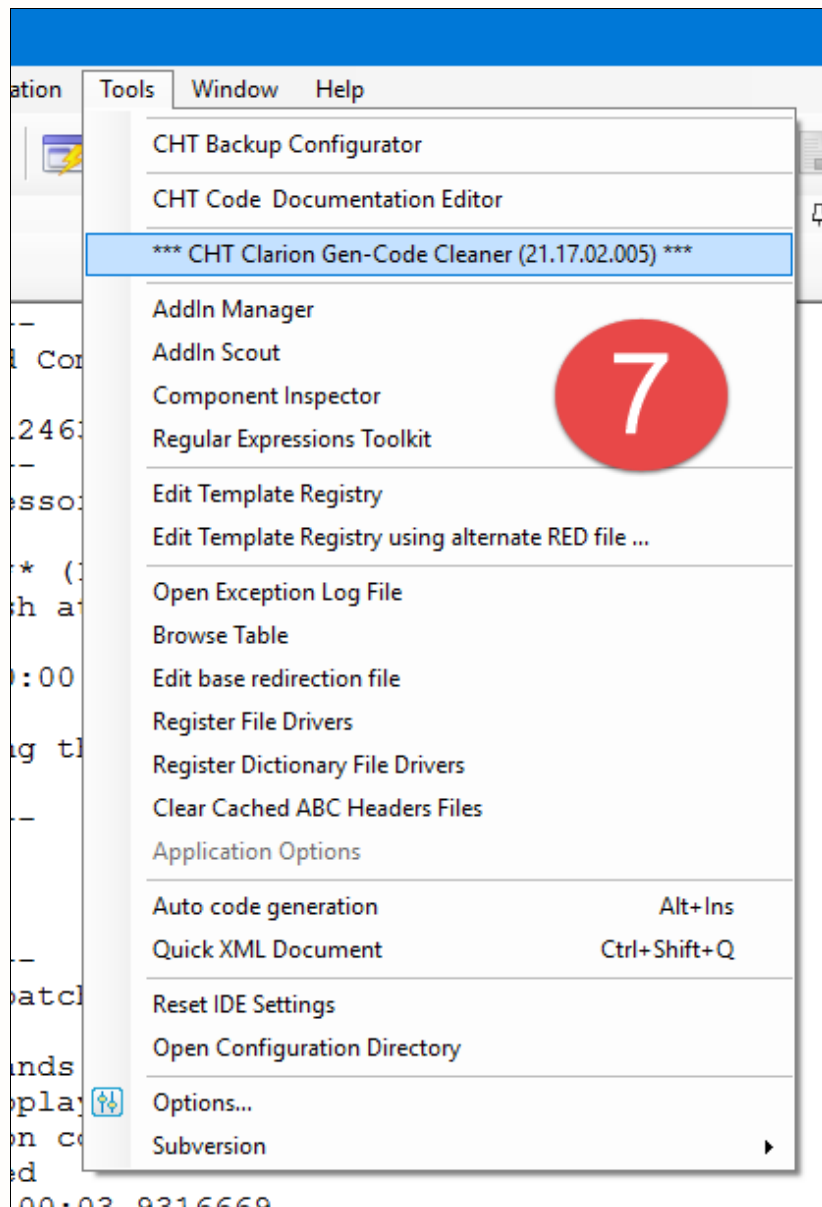 ation Tools Window Help
CHT Backup Configurator
CHT Code Documentation Editor
*** CHT Clarion Gen-Code Cleaner (21.17.02.005) ***
AddIn Manager
AddIn Scout
Component Inspector
Regular Expressions Toolkit
7
Edit Template Registry
Edit Template Registry using alternate RED file ...
Open Exception Log File
Browse Table
Edit base redirection file
Register File Drivers
Register Dictionary File Drivers
Clear Cached ABC Headers Files
Application Options
Auto code generation Alt+Ins
Quick XML Document Ctrl+Shift+Q
Reset IDE Settings
Open Configuration Directory
Options...
Subversion